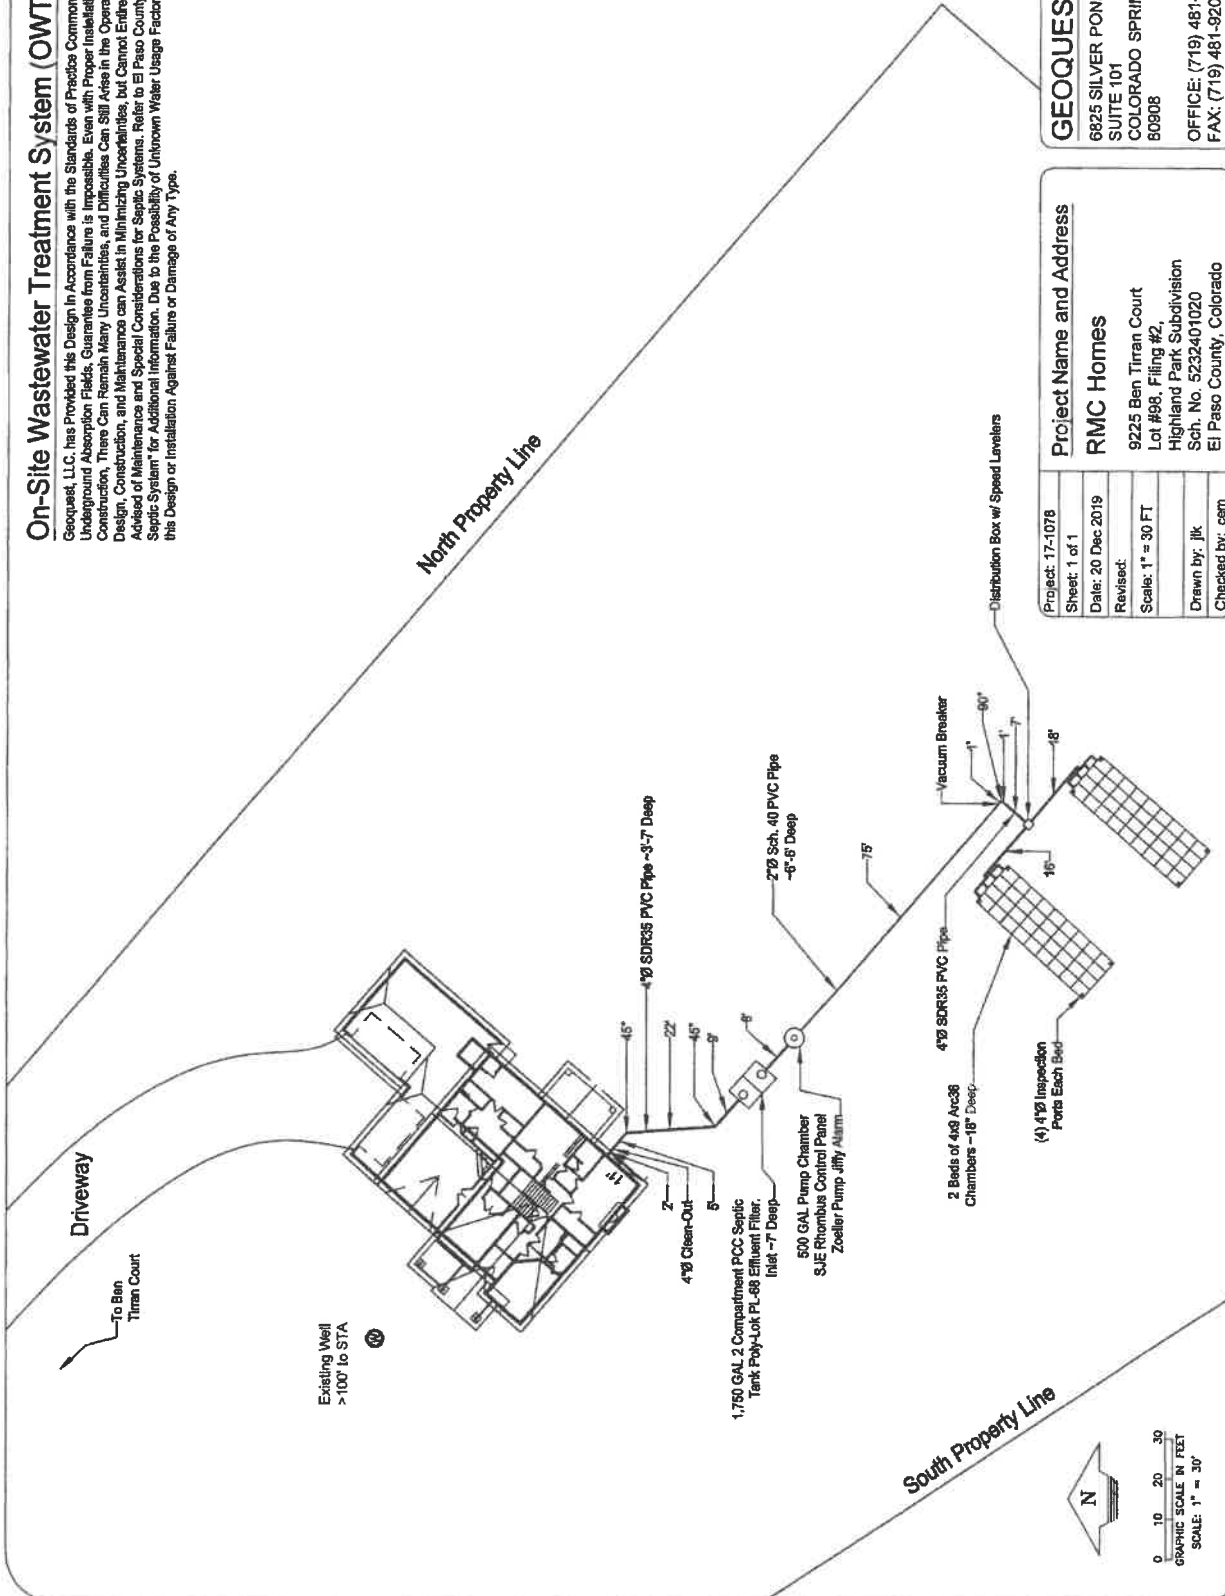 On-Site Wastewater Treatment System (OWT
Geoquest, LLC. has Provided this Design in Accordance with the Standards of Practice Common
Underground Absorption Fields. Guarantee from Failure is Impossible. Even with Proper Installati
Construction, There Can Remain Many Uncertainties, and Difficulties Can Still Arise in the Opera
Design, Construction, and Maintenance can Assist in Minimizing Uncertainties, but Cannot Entire
Advised of Maintenance and Special Considerations for Septic Systems. Refer to El Paso County
Septic System" for Additional Information. Due to the Possibility of Unknown Water Usage Factor
this Design or Installation Against Failure or Damage of Any Type.
Driveway
To Ben
Tirran Court
Existing Well
>100' to STA
W
North Property Line
11'
2'
4"Ø Clean-Out
5'
45°
4"Ø SDR35 PVC Pipe ~3'-7' Deep
22'
45°
9'
1,750 GAL 2 Compartment PCC Septic
Tank Poly-Lok PL-68 Effluent Filter.
Inlet ~7' Deep
8'
500 GAL Pump Chamber
SJE Rhombus Control Panel
Zoeller Pump Jiffy Alarm
2"Ø Sch. 40 PVC Pipe
~6"-6' Deep
75'
Vacuum Breaker
1'
90°
1'
7'
Distribution Box w/ Speed Levelers
4"Ø SDR35 PVC Pipe
18'
16'
2 Beds of 4x9 Arc36
Chambers ~18" Deep
(4) 4"Ø Inspection
Ports Each Bed
South Property Line
N
0 10 20 30
GRAPHIC SCALE IN FEET
SCALE: 1" = 30'
Project: 17-1078
Sheet: 1 of 1
Date: 20 Dec 2019
Revised:
Scale: 1" = 30 FT
Drawn by: jtk
Checked by: cem
Project Name and Address
RMC Homes
9225 Ben Tirran Court
Lot #98, Filing #2,
Highland Park Subdivision
Sch. No. 5232401020
El Paso County, Colorado
GEOQUES
6825 SILVER PON
SUITE 101
COLORADO SPRI
80908
OFFICE: (719) 481-
FAX: (719) 481-920